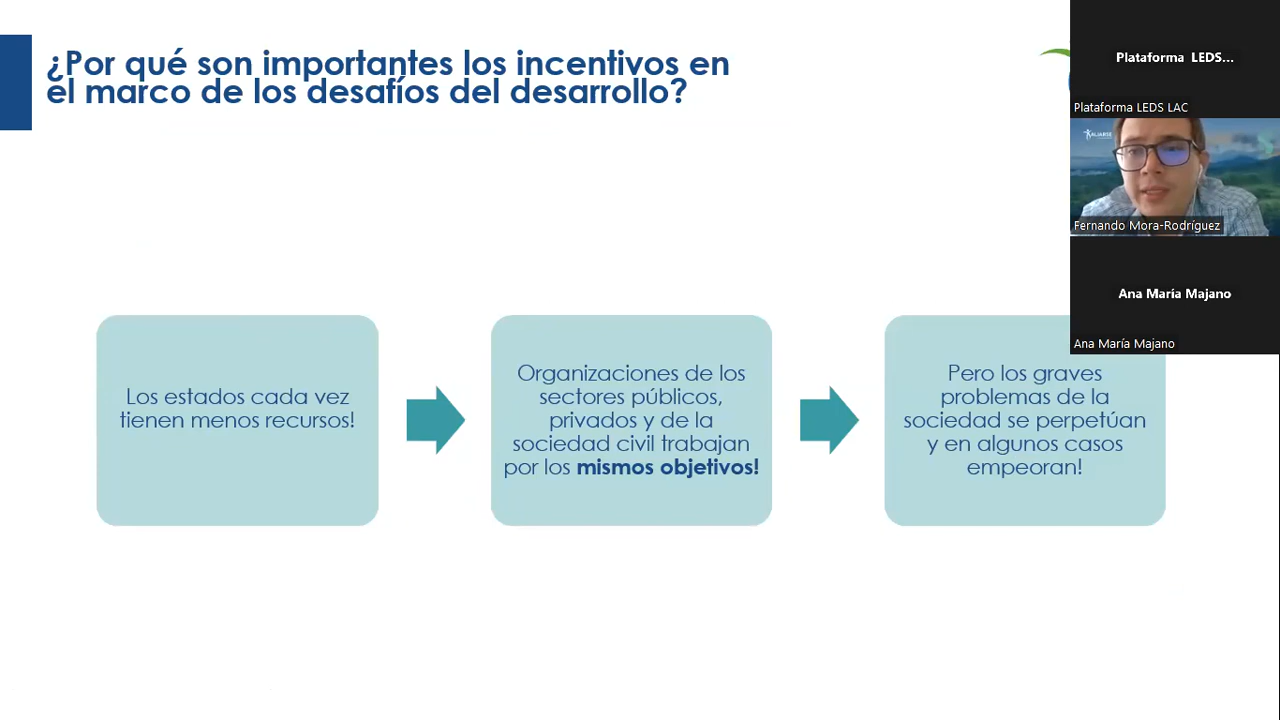 ¿Por qué son importantes los incentivos en
el marco de los desafíos del desarrollo?
Los estados cada vez
tienen menos recursos!
Organizaciones de los
sectores públicos,
privados y de la
sociedad civil trabajan
por los mismos objetivos!
Pero los graves
problemas de la
sociedad se perpetúan
y en algunos casos
empeoran!
Plataforma LEDS...
Plataforma LEDS LAC
Fernando Mora-Rodríguez
Ana María Majano
Ana María Majano